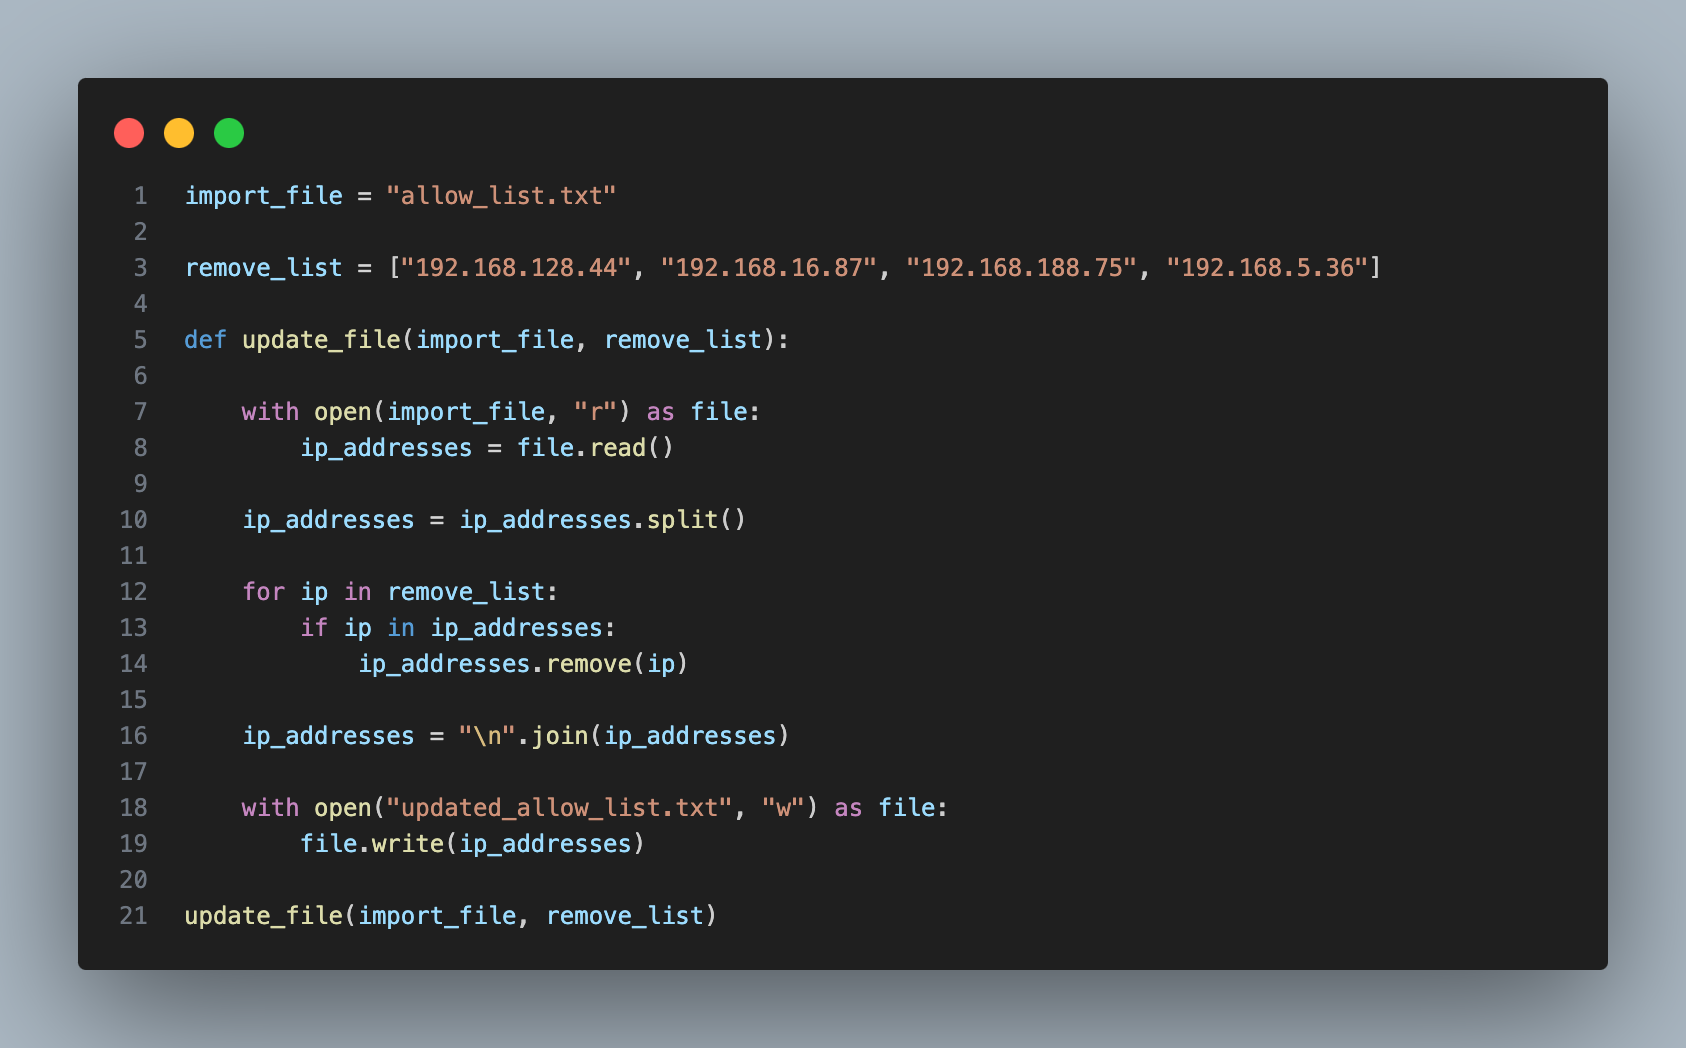 1 import_file = "allow_list.txt"
2
3 remove_list = ["192.168.128.44", "192.168.16.87", "192.168.188.75", "192.168.5.36"]
4
5 def update_file(import_file, remove_list):
6
7     with open(import_file, "r") as file:
8         ip_addresses = file.read()
9
10     ip_addresses = ip_addresses.split()
11
12     for ip in remove_list:
13         if ip in ip_addresses:
14             ip_addresses.remove(ip)
15
16     ip_addresses = "\n".join(ip_addresses)
17
18     with open("updated_allow_list.txt", "w") as file:
19         file.write(ip_addresses)
20
21 update_file(import_file, remove_list)